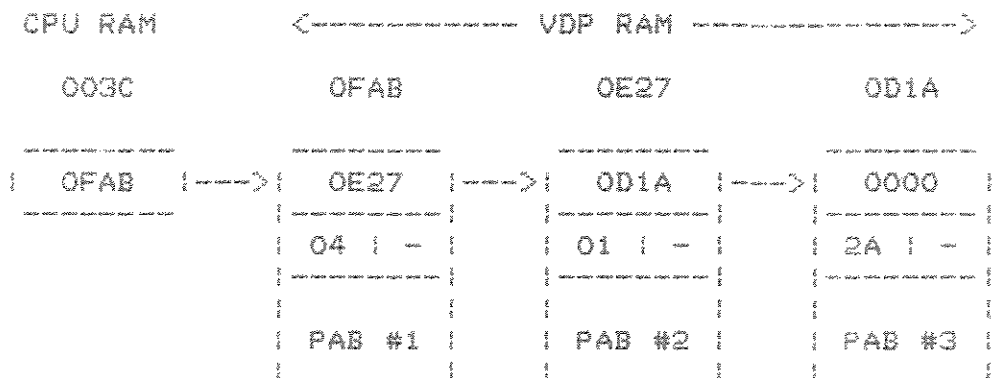 CPU RAM <-------- VDP RAM -------------->
003C 0FAB 0E27 0D1A
0FAB ----> 0E27 ----> 0D1A ----> 0000
04 | - 01 | - 2A | -
PAB #1 PAB #2 PAB #3